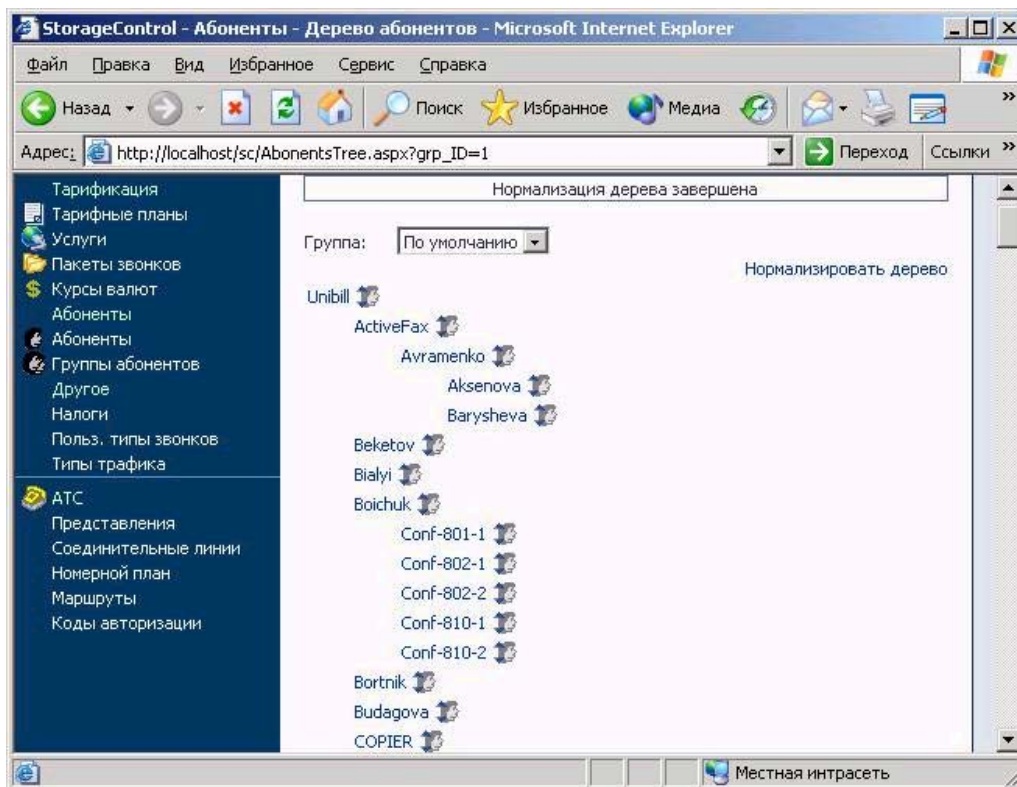 StorageControl - Абоненты - Дерево абонентов - Microsoft Internet Explorer
Файл Правка Вид Избранное Сервис Справка
Назад Поиск Избранное Медиа »
Адрес: http://localhost/sc/AbonentsTree.aspx?grp_ID=1 Переход Ссылки »
Тарификация
Тарифные планы
Услуги
Пакеты звонков
Курсы валют
Абоненты
Абоненты
Группы абонентов
Другое
Налоги
Польз. типы звонков
Типы трафика
АТС
Представления
Соединительные линии
Номерной план
Маршруты
Коды авторизации
Нормализация дерева завершена
Группа: По умолчанию
Нормализировать дерево
Unibill
ActiveFax
Avramenko
Aksenova
Barysheva
Beketov
Bialyi
Boichuk
Conf-801-1
Conf-802-1
Conf-802-2
Conf-810-1
Conf-810-2
Bortnik
Budagova
COPIER
Местная интрасеть